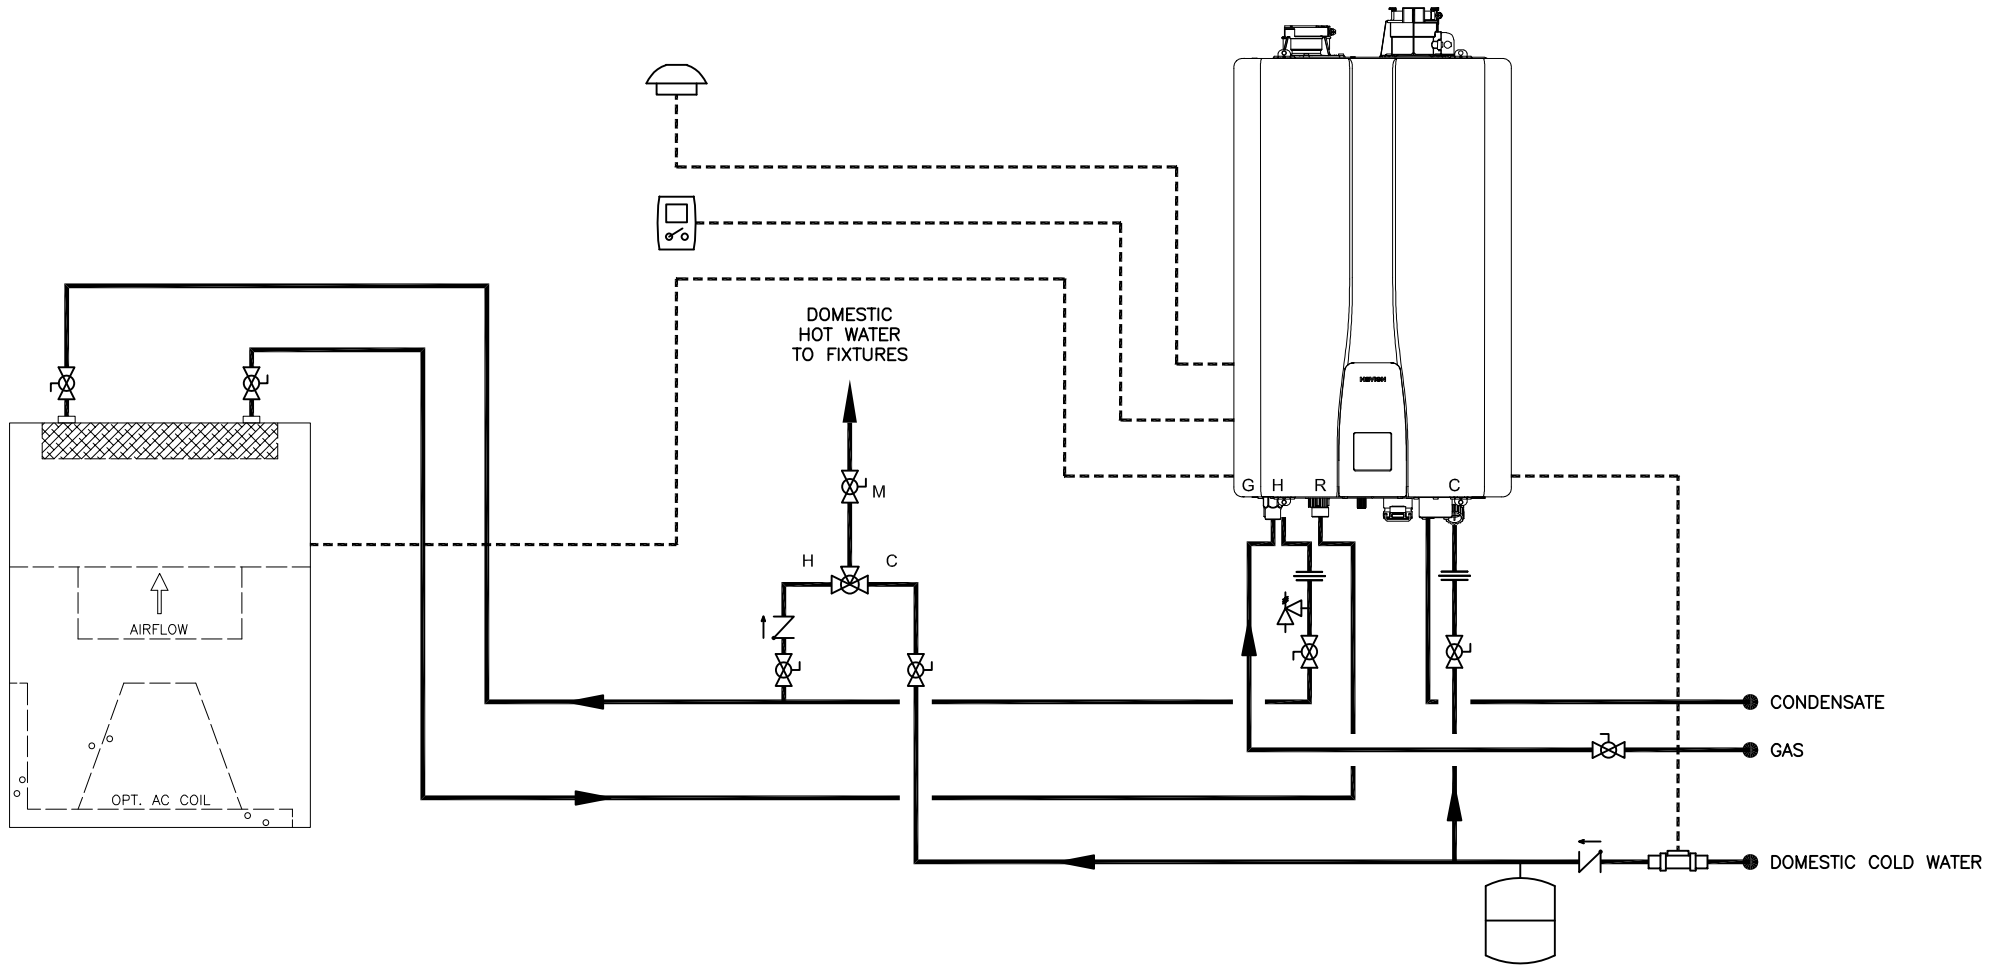 DOMESTIC
HOT WATER
TO FIXTURES
M
H C
G H R C
AIRFLOW
OPT. AC COIL
CONDENSATE
GAS
DOMESTIC COLD WATER